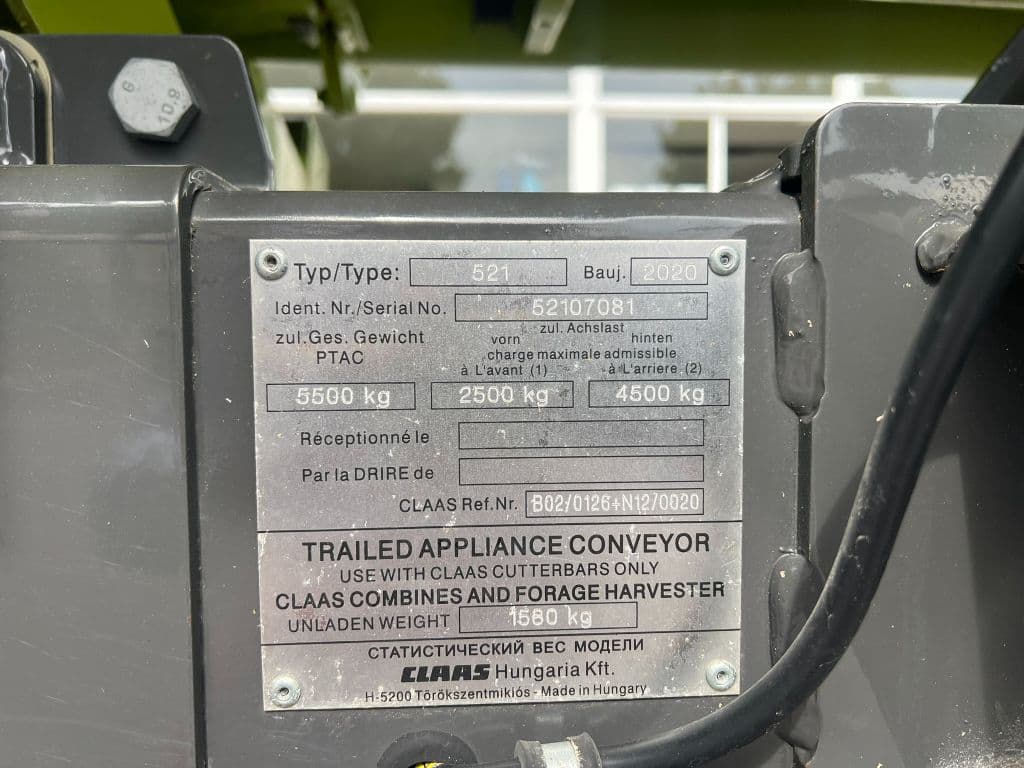 10.9
Typ/Type: 521 Bauj. 2020
Ident. Nr./Serial No. 52107081
zul.Ges. Gewicht zul. Achslast
PTAC vorn hinten
charge maximale admissible
à L'avant (1) à L'arriere (2)
5500 kg 2500 kg 4500 kg
Réceptionné le
Par la DRIRE de
CLAAS Ref.Nr. B02/0126+N12/0020
TRAILED APPLIANCE CONVEYOR
USE WITH CLAAS CUTTERBARS ONLY
CLAAS COMBINES AND FORAGE HARVESTER
UNLADEN WEIGHT 1560 kg
СТАТИСТИЧЕСКИЙ ВЕС МОДЕЛИ
CLAAS Hungaria Kft.
H-5200 Törökszentmiklós - Made in Hungary